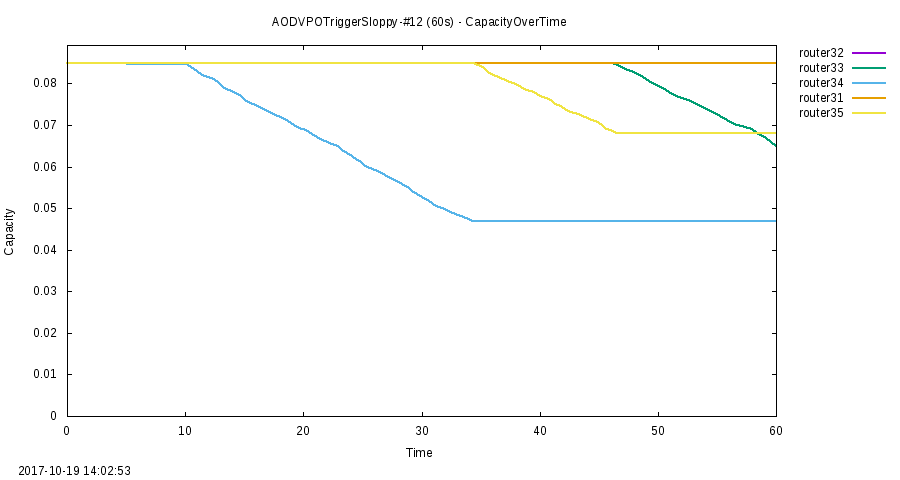 AODVPOTriggerSloppy-#12 (60s) - CapacityOverTime
router32
router33
router34
router31
router35
0.08
0.07
0.06
0.05
0.04
0.03
0.02
0.01
0
Capacity
0 10 20 30 40 50 60
Time
2017-10-19 14:02:53